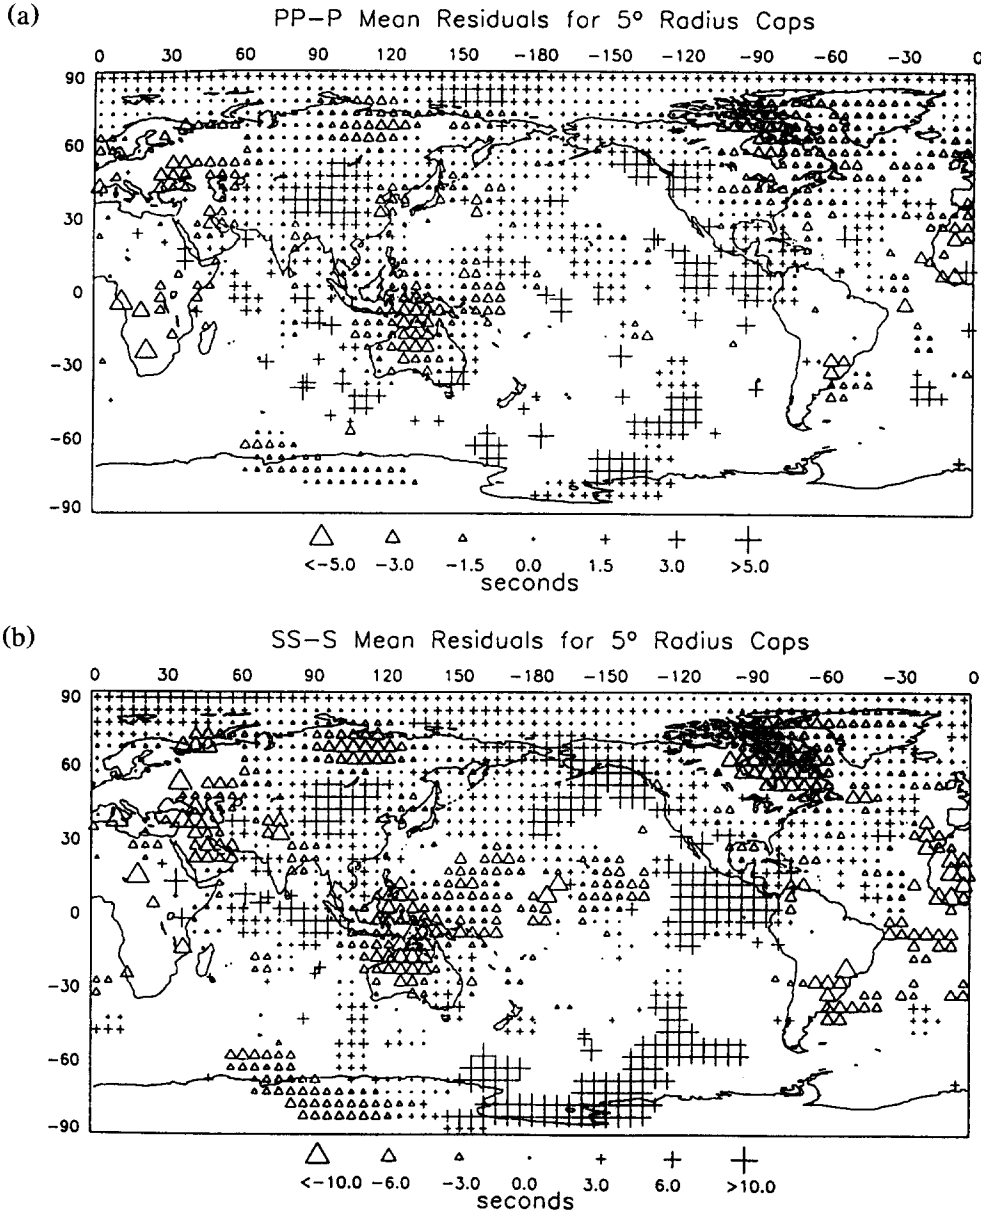 (a)
PP-P Mean Residuals for 5° Radius Caps
0 30 60 90 120 150 -180 -150 -120 -90 -60 -30 0
90
60
30
0
-30
-60
-90
<-5.0 -3.0 -1.5 0.0 1.5 3.0 >5.0
seconds
(b)
SS-S Mean Residuals for 5° Radius Caps
0 30 60 90 120 150 -180 -150 -120 -90 -60 -30 0
90
60
30
0
-30
-60
-90
<-10.0 -6.0 -3.0 0.0 3.0 6.0 >10.0
seconds